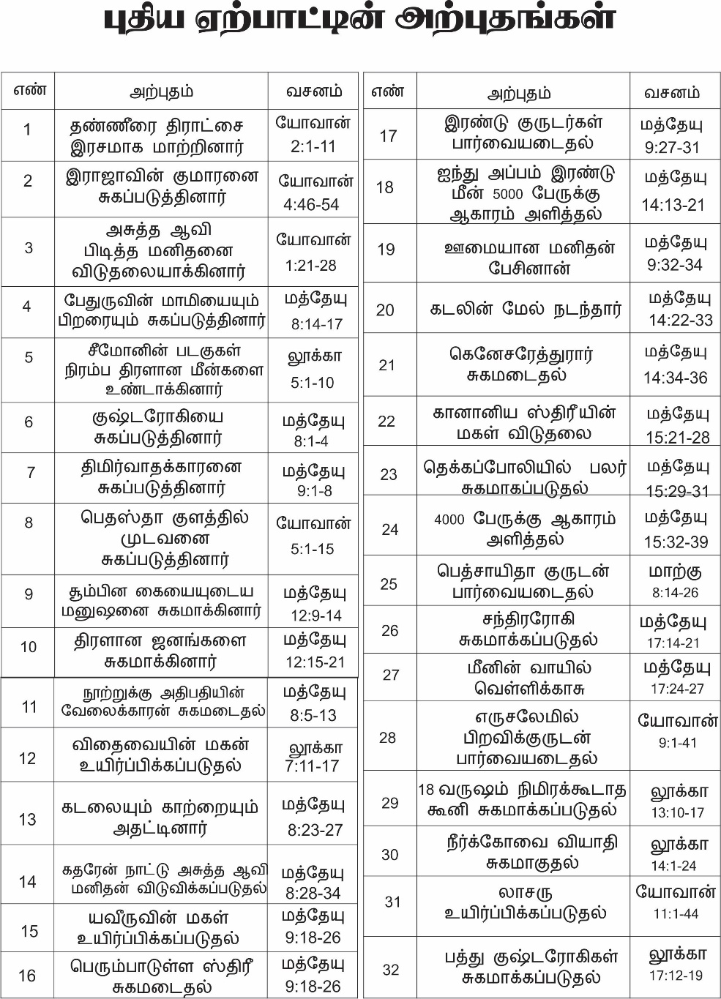 புதிய ஏற்பாட்டின் அற்புதங்கள்
எண் அற்புதம் வசனம்
1 தண்ணீரை திராட்சை யோவான்
இரசமாக மாற்றினார் 2:1-11
2 இராஜாவின் குமாரனை யோவான்
சுகப்படுத்தினார் 4:46-54
3 அசுத்த ஆவி யோவான்
பிடித்த மனிதனை
விடுதலையாக்கினார் 1:21-28
4 பேதுருவின் மாமியையும் மத்தேயு
பிறரையும் சுகப்படுத்தினார் 8:14-17
5 சீமோனின் படகுகள் லூக்கா
நிரம்ப திரளான மீன்களை
உண்டாக்கினார் 5:1-10
6 குஷ்டரோகியை மத்தேயு
சுகப்படுத்தினார் 8:1-4
7 திமிர்வாதக்காரனை மத்தேயு
சுகப்படுத்தினார் 9:1-8
8 பெதஸ்தா குளத்தில் யோவான்
முடவனை
சுகப்படுத்தினார் 5:1-15
9 சூம்பின கையையுடைய மத்தேயு
மனுஷனை சுகமாக்கினார் 12:9-14
10 திரளான ஜனங்களை மத்தேயு
சுகமாக்கினார் 12:15-21
11 நூற்றுக்கு அதிபதியின் மத்தேயு
வேலைக்காரன் சுகமடைதல் 8:5-13
12 விதைவையின் மகன் லூக்கா
உயிர்ப்பிக்கப்படுதல் 7:11-17
13 கடலையும் காற்றையும் மத்தேயு
அதட்டினார் 8:23-27
14 கதரேன் நாட்டு அசுத்த ஆவி மத்தேயு
மனிதன் விடுவிக்கப்படுதல் 8:28-34
15 யவீருவின் மகள் மத்தேயு
உயிர்ப்பிக்கப்படுதல் 9:18-26
16 பெரும்பாடுள்ள ஸ்திரீ மத்தேயு
சுகமடைதல் 9:18-26
எண் அற்புதம் வசனம்
17 இரண்டு குருடர்கள் மத்தேயு
பார்வையடைதல் 9:27-31
18 ஐந்து அப்பம் இரண்டு மத்தேயு
மீன் 5000 பேருக்கு
ஆகாரம் அளித்தல் 14:13-21
19 ஊமையான மனிதன் மத்தேயு
பேசினான் 9:32-34
20 கடலின் மேல் நடந்தார் மத்தேயு
14:22-33
21 கெனேசரேத்துரார் மத்தேயு
சுகமடைதல் 14:34-36
22 கானானிய ஸ்திரீயின் மத்தேயு
மகள் விடுதலை 15:21-28
23 தெக்கப்போலியில் பலர் மத்தேயு
சுகமாகப்படுதல் 15:29-31
24 4000 பேருக்கு ஆகாரம் மத்தேயு
அளித்தல் 15:32-39
25 பெத்சாயிதா குருடன் மாற்கு
பார்வையடைதல் 8:14-26
26 சந்திரரோகி மத்தேயு
சுகமாக்கப்படுதல் 17:14-21
27 மீனின் வாயில் மத்தேயு
வெள்ளிக்காசு 17:24-27
28 எருசலேமில் யோவான்
பிறவிக்குருடன்
பார்வையடைதல் 9:1-41
29 18 வருஷம் நிமிரக்கூடாத லூக்கா
கூனி சுகமாக்கப்படுதல் 13:10-17
30 நீர்க்கோவை வியாதி லூக்கா
சுகமாகுதல் 14:1-24
31 லாசரு யோவான்
உயிர்ப்பிக்கப்படுதல் 11:1-44
32 பத்து குஷ்டரோகிகள் லூக்கா
சுகமாக்கப்படுதல் 17:12-19